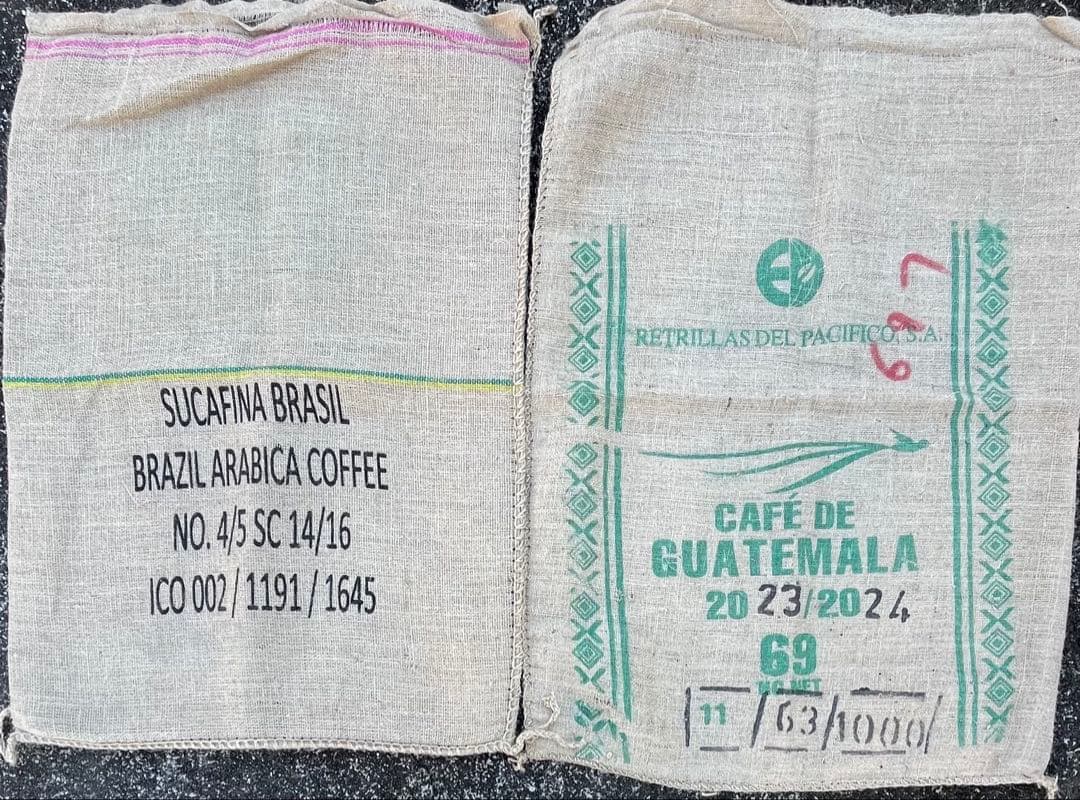 SUCAFINA BRASIL
BRAZIL ARABICA COFFEE
NO. 4/5 SC 14/16
ICO 002 / 1191 / 1645
RETRILLAS DEL PACIFICO, S.A.
CAFÉ DE
GUATEMALA
2023/2024
69
KG NET
11 / 63/1000/